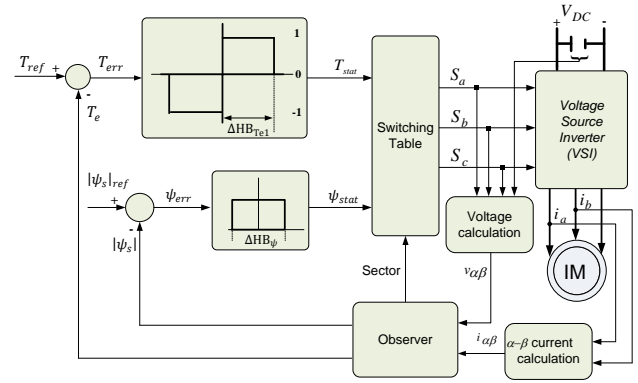 V_DC
+ -
T_ref + T_err
-
T_e
1
0
-1
ΔHB_Te1
T_stat
Switching
Table
S_a
S_b
S_c
Voltage
Source
Inverter
(VSI)
|ψ_s|_ref
+
-
|ψ_s|
ψ_err
ΔHB_ψ
ψ_stat
Voltage
calculation
i_b
i_a
IM
Sector
v_αβ
Observer
i_αβ
α–β current
calculation